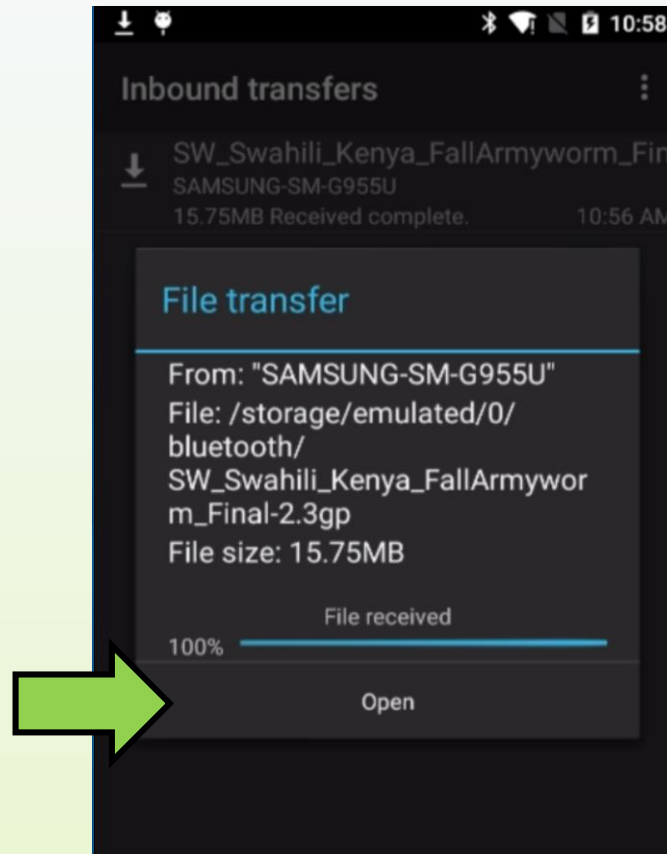 10:58
Inbound transfers
SW_Swahili_Kenya_FallArmyworm_Fin
SAMSUNG-SM-G955U
15.75MB Received complete. 10:56 AM
File transfer
From: "SAMSUNG-SM-G955U"
File: /storage/emulated/0/
bluetooth/
SW_Swahili_Kenya_FallArmywor
m_Final-2.3gp
File size: 15.75MB
File received
100%
Open